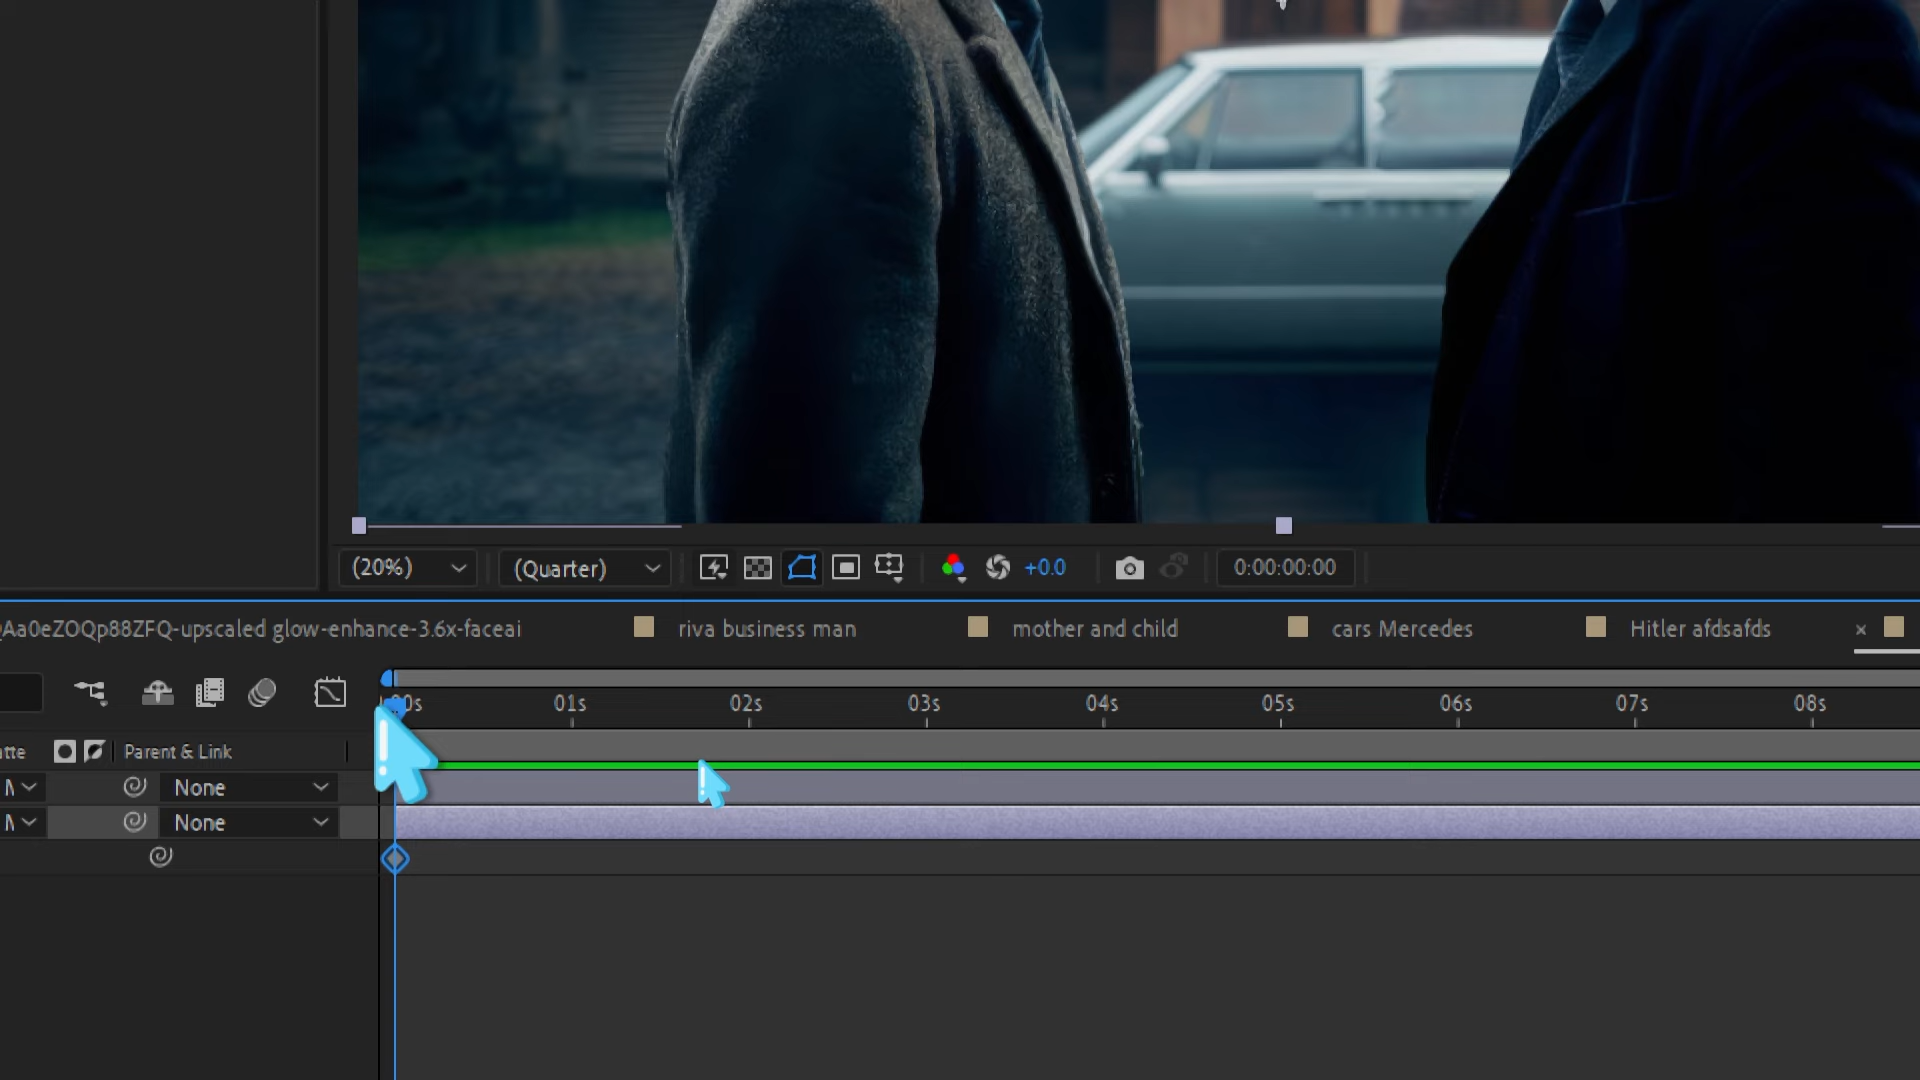 (20%) (Quarter) +0.0 0:00:00:00
Aa0eZOQp88ZFQ-upscaled glow-enhance-3.6x-faceai riva business man mother and child cars Mercedes Hitler afdsafds
01s 02s 03s 04s 05s 06s 07s 08s
Parent & Link
None
None